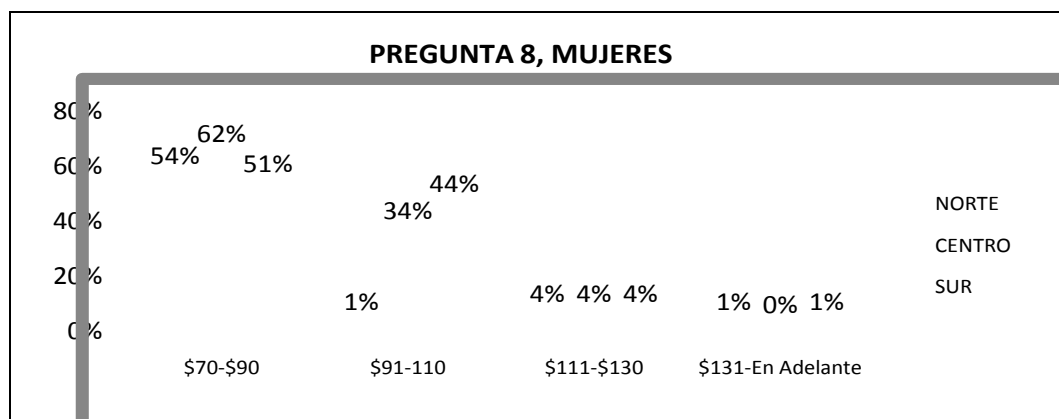 PREGUNTA 8, MUJERES
80%
62%
54%
60%
51%
44%
40%
34%
NORTE
CENTRO
20%
SUR
1%
4% 4% 4%
1% 0% 1%
0%
$70-$90 $91-110 $111-$130 $131-En Adelante